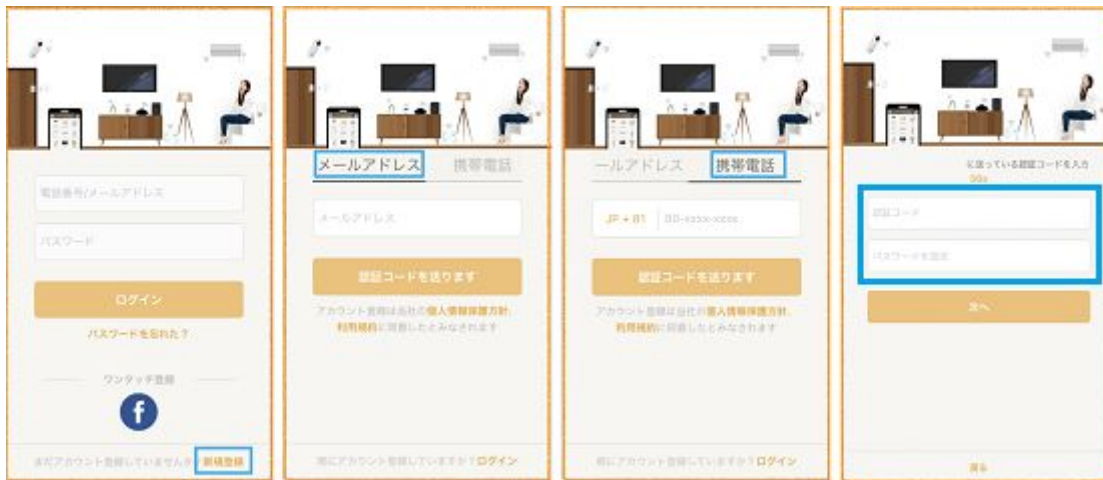 電話番号/メールアドレス
パスワード
ログイン
パスワードを忘れた？
ワンタッチ登録
f
まだアカウント登録していませんか 新規登録
メールアドレス 携帯電話
メールアドレス
認証コードを送ります
アカウント登録は当社の個人情報保護方針、
利用規約に同意したとみなされます
既にアカウント登録していますか？ログイン
ールアドレス 携帯電話
JP + 81
認証コードを送ります
アカウント登録は当社の個人情報保護方針、
利用規約に同意したとみなされます
既にアカウント登録していますか？ログイン
に送っている認証コードを入力
認証コード
パスワードを設定
次へ
戻る